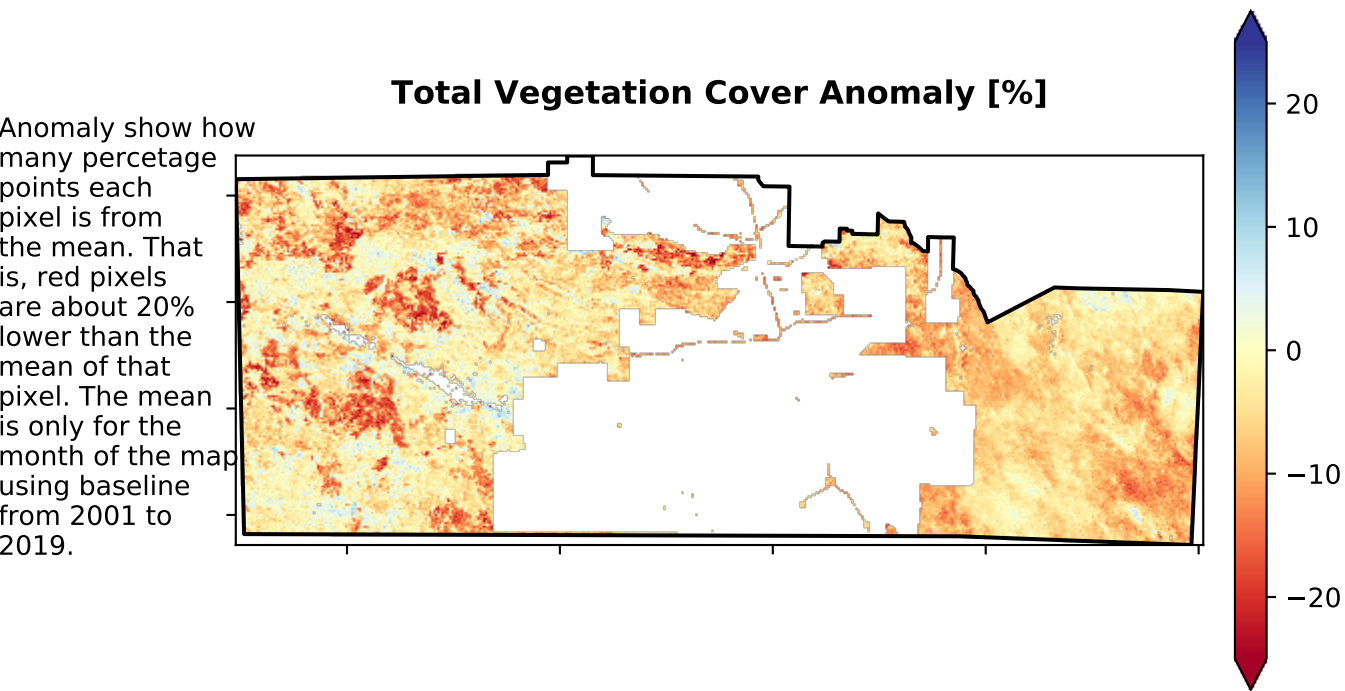 Total Vegetation Cover Anomaly [%]
Anomaly show how
many percetage
points each
pixel is from
the mean. That
is, red pixels
are about 20%
lower than the
mean of that
pixel. The mean
is only for the
month of the map
using baseline
from 2001 to
2019.
20
10
0
−10
−20